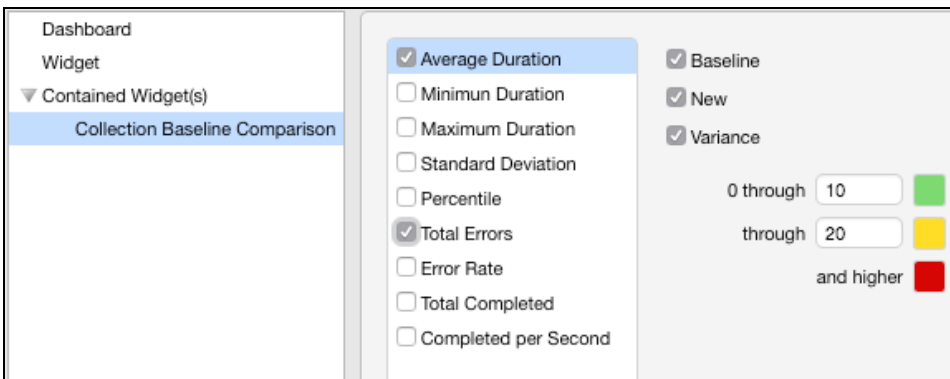 Dashboard
Widget
Contained Widget(s)
Collection Baseline Comparison
Average Duration
Minimun Duration
Maximum Duration
Standard Deviation
Percentile
Total Errors
Error Rate
Total Completed
Completed per Second
Baseline
New
Variance
0 through 10
through 20
and higher